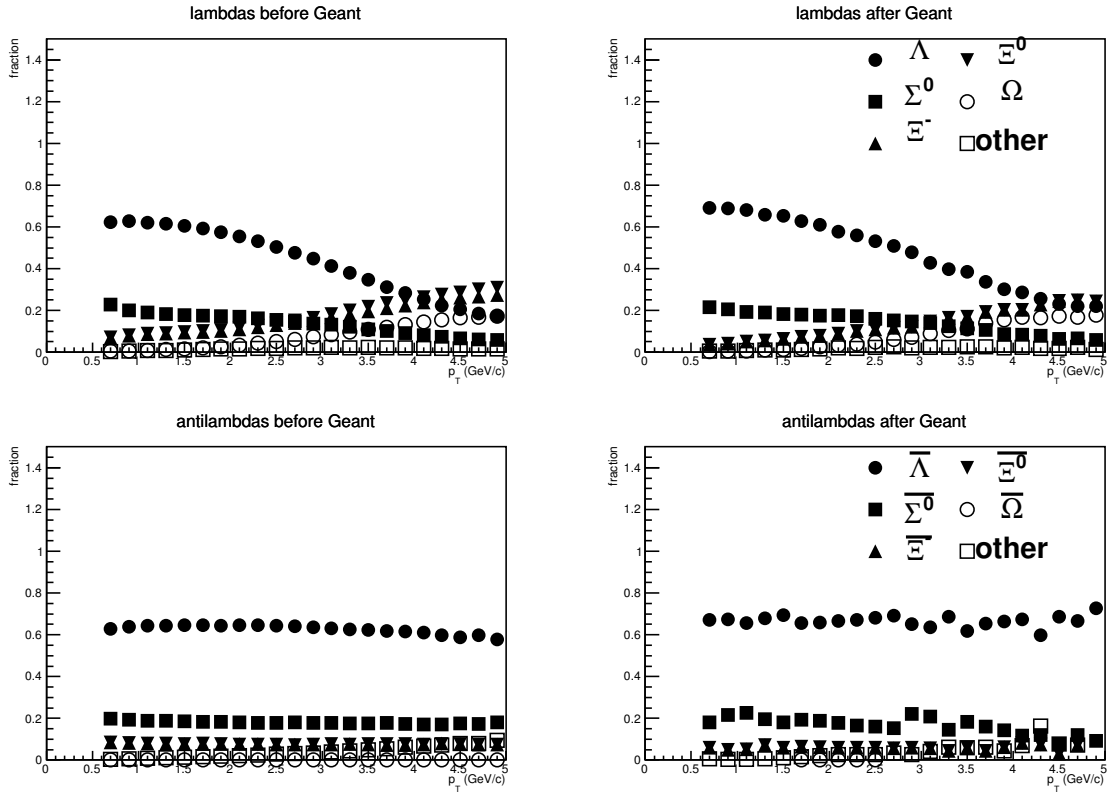 lambdas before Geant
fraction
1.4
1.2
1
0.8
0.6
0.4
0.2
0
0 0.5 1 1.5 2 2.5 3 3.5 4 4.5 5
p_T (GeV/c)
lambdas after Geant
fraction
1.4
1.2
1
0.8
0.6
0.4
0.2
0
0 0.5 1 1.5 2 2.5 3 3.5 4 4.5 5
p_T (GeV/c)
Λ Ξ⁰
Σ⁰ Ω
Ξ⁻ other
antilambdas before Geant
fraction
1.4
1.2
1
0.8
0.6
0.4
0.2
0
0 0.5 1 1.5 2 2.5 3 3.5 4 4.5 5
p_T (GeV/c)
antilambdas after Geant
fraction
1.4
1.2
1
0.8
0.6
0.4
0.2
0
0 0.5 1 1.5 2 2.5 3 3.5 4 4.5 5
p_T (GeV/c)
Λ̅ Ξ̅⁰
Σ̅⁰ Ω̅
Ξ̅⁻ other